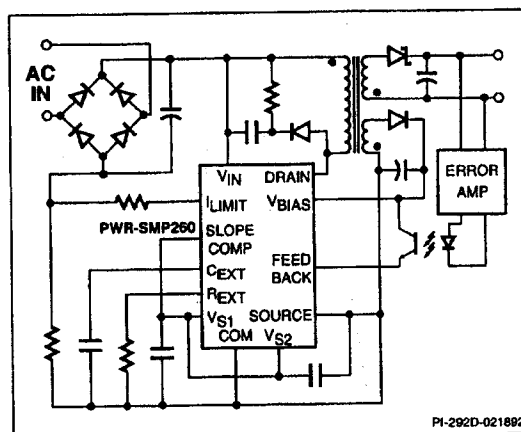 AC
IN
VIN
DRAIN
ILIMIT
VBIAS
PWR-SMP260
SLOPE
COMP
CEXT
FEED
BACK
REXT
VS1
SOURCE
COM
VS2
ERROR
AMP
PI-292D-021892